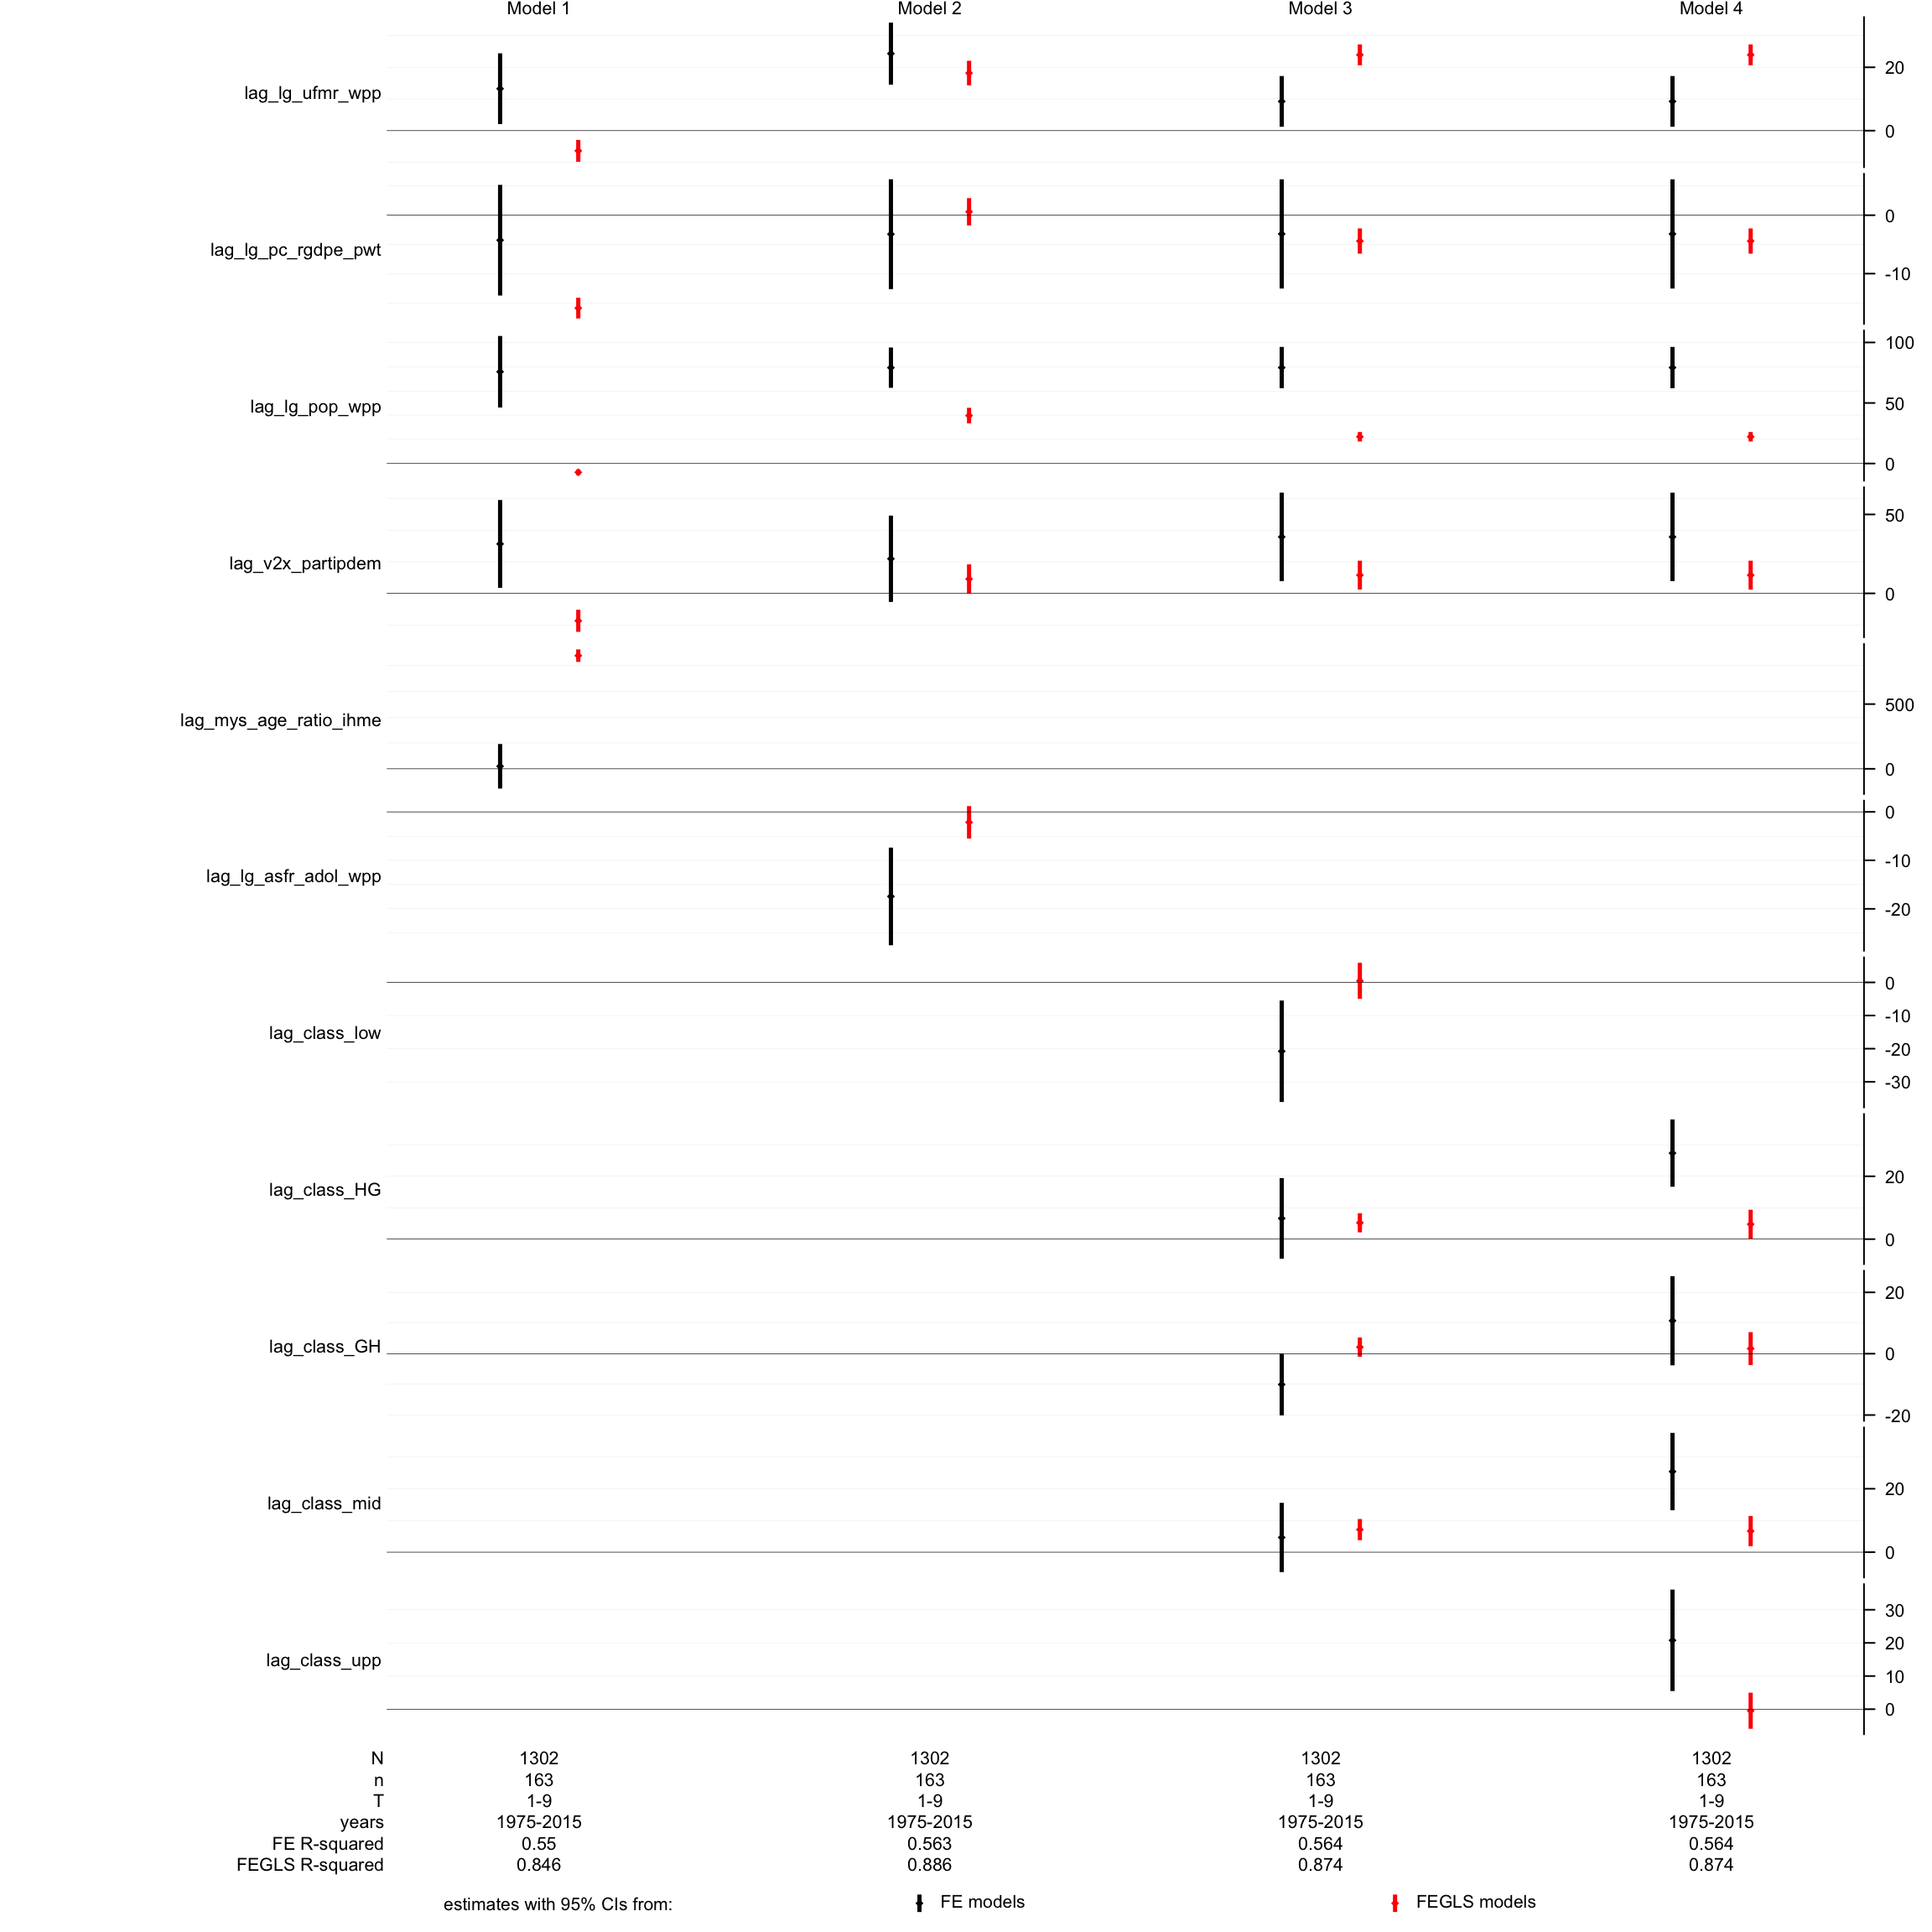 Model 1 Model 2 Model 3 Model 4
lag_lg_ufmr_wpp
20
0
lag_lg_pc_rgdpe_pwt
0
-10
lag_lg_pop_wpp
100
50
0
lag_v2x_partipdem
50
0
lag_mys_age_ratio_ihme
500
0
lag_lg_asfr_adol_wpp
0
-10
-20
lag_class_low
0
-10
-20
-30
lag_class_HG
20
0
lag_class_GH
20
0
-20
lag_class_mid
20
0
lag_class_upp
30
20
10
0
N 1302 1302 1302 1302
n 163 163 163 163
T 1-9 1-9 1-9 1-9
years 1975-2015 1975-2015 1975-2015 1975-2015
FE R-squared 0.55 0.563 0.564 0.564
FEGLS R-squared 0.846 0.886 0.874 0.874
estimates with 95% CIs from: FE models FEGLS models